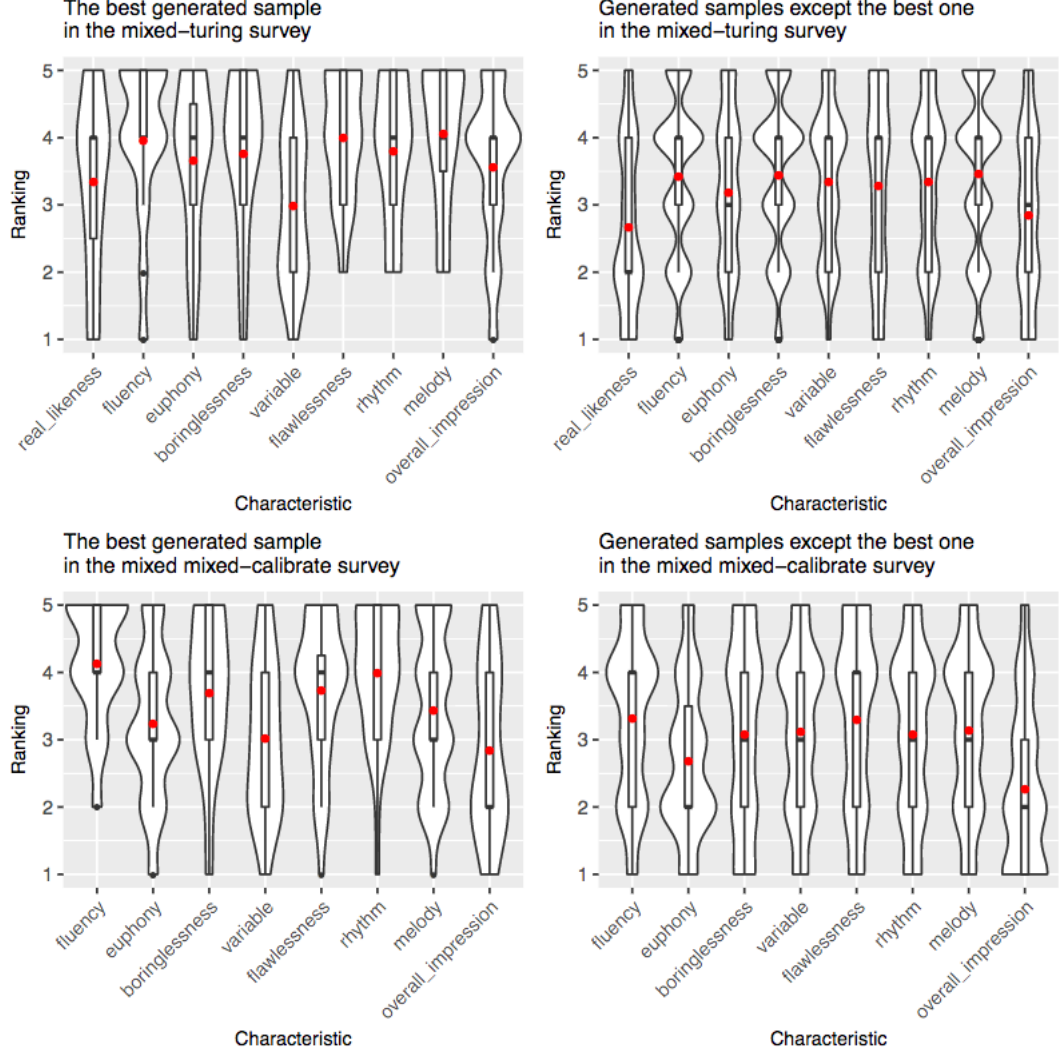 The best generated sample
in the mixed−turing survey
5
4
3
2
1
Ranking
real_likeness
fluency
euphony
boringlessness
variable
flawlessness
rhythm
melody
overall_impression
Characteristic
Generated samples except the best one
in the mixed−turing survey
5
4
3
2
1
Ranking
real_likeness
fluency
euphony
boringlessness
variable
flawlessness
rhythm
melody
overall_impression
Characteristic
The best generated sample
in the mixed mixed−calibrate survey
5
4
3
2
1
Ranking
fluency
euphony
boringlessness
variable
flawlessness
rhythm
melody
overall_impression
Characteristic
Generated samples except the best one
in the mixed mixed−calibrate survey
5
4
3
2
1
Ranking
fluency
euphony
boringlessness
variable
flawlessness
rhythm
melody
overall_impression
Characteristic